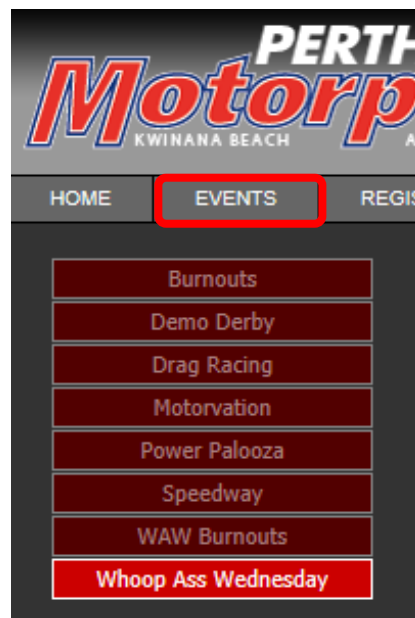 PERTH
Motorp
KWINANA BEACH A
HOME EVENTS REGIS
Burnouts
Demo Derby
Drag Racing
Motorvation
Power Palooza
Speedway
WAW Burnouts
Whoop Ass Wednesday